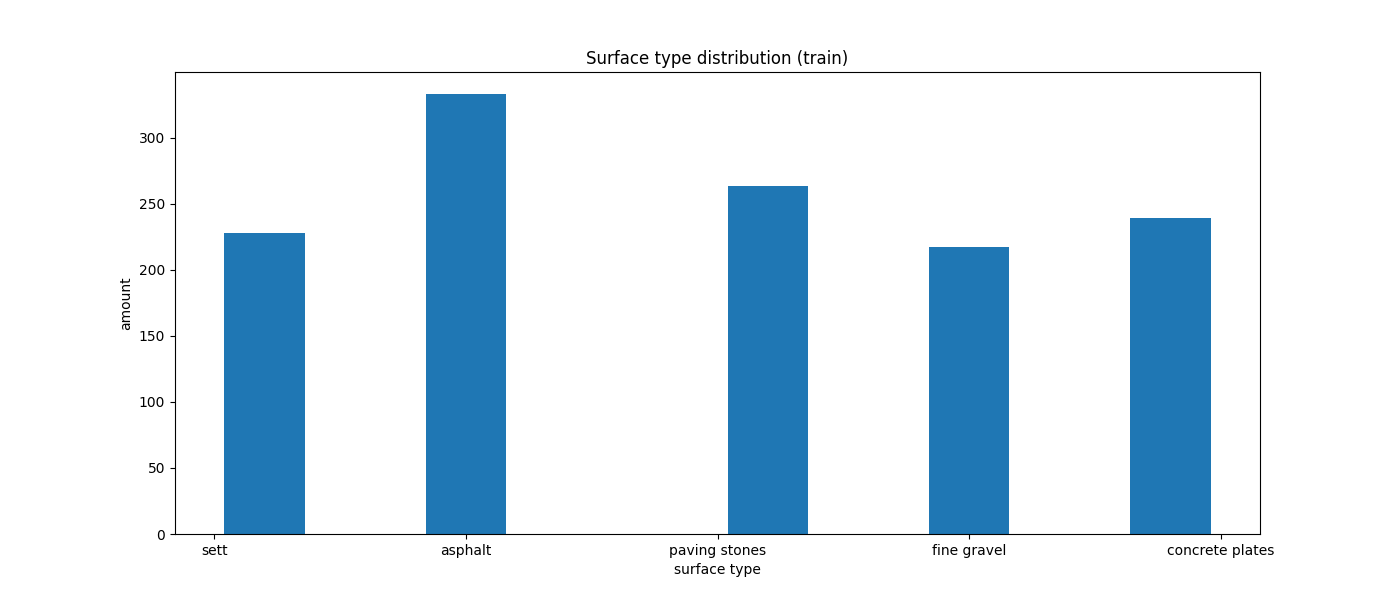 Surface type distribution (train)
300
250
200
150
100
50
0
amount
sett asphalt paving stones fine gravel concrete plates
surface type